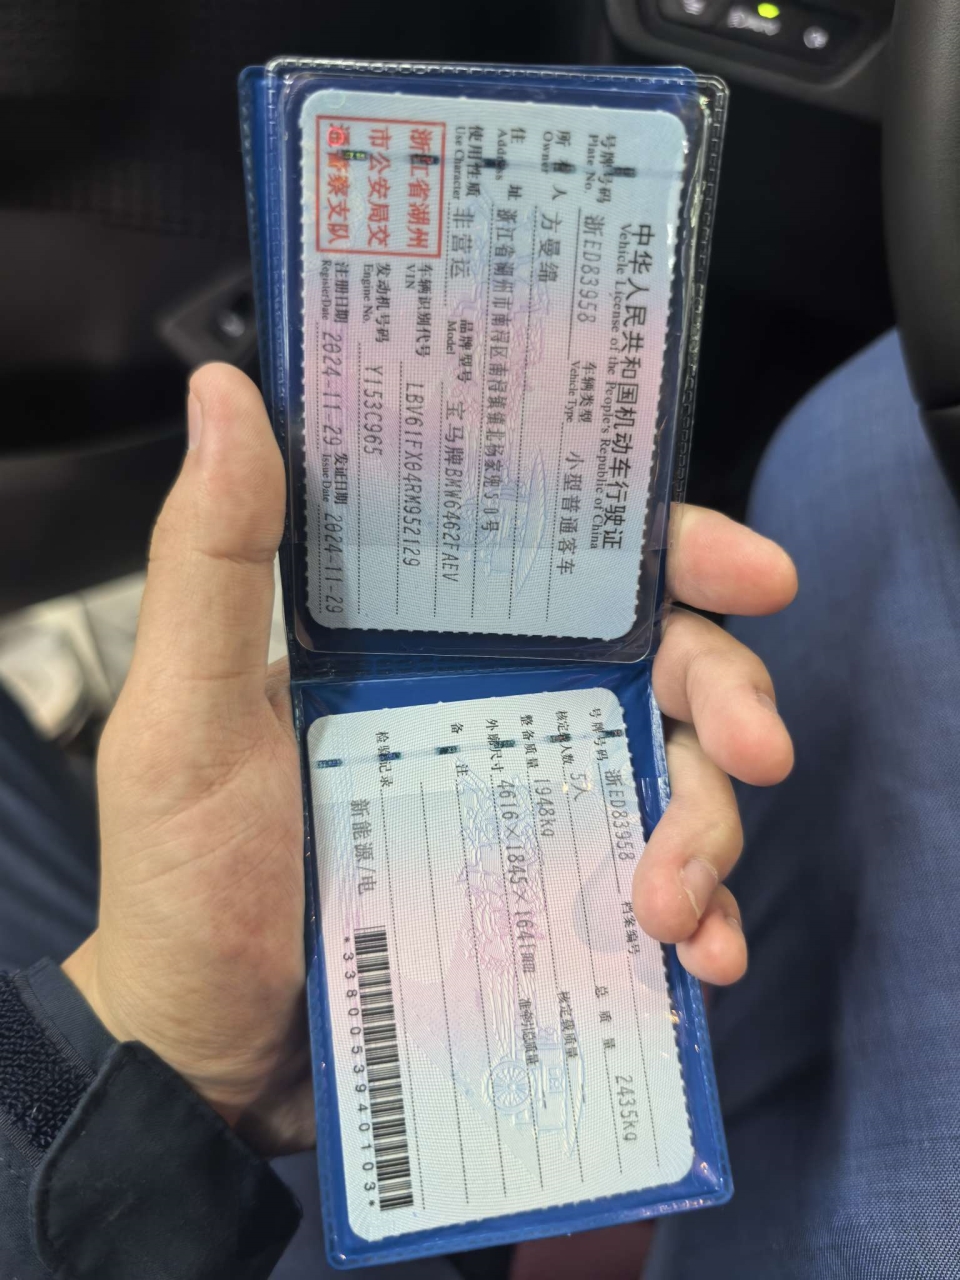 中华人民共和国机动车行驶证
Vehicle License of the People's Republic of China
号牌号码 浙ED83958 车辆类型 小型普通客车
Plate No. Vehicle Type
所有人 方曼缔
Owner
住址 浙江省湖州市南浔区南浔镇镇北杨家兜50号
Address
使用性质 非营运 品牌型号 宝马牌BMW6462FAEV
Use Character Model
浙江省湖州
市公安局交
通警察支队
车辆识别代号 LBV61FX04RM952129
VIN
发动机号码 Y153C965
Engine No.
注册日期 2024-11-29 发证日期 2024-11-29
Register Date Issue Date
号牌号码 浙ED83958 档案编号
核定载人数 5人 总质量 2435kg
整备质量 1948kg 核定载质量
外廓尺寸 4616×1845×1641mm 准牵引总质量
备注
检验记录
新能源/电
*3380053940103*